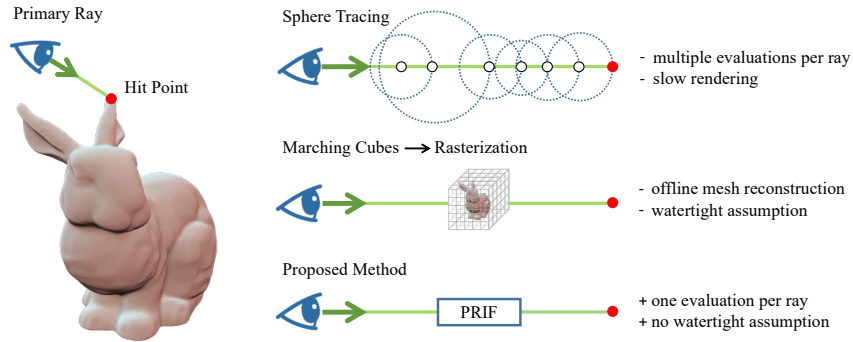 Primary Ray
Hit Point
Sphere Tracing
- multiple evaluations per ray
- slow rendering
Marching Cubes → Rasterization
- offline mesh reconstruction
- watertight assumption
Proposed Method
PRIF
+ one evaluation per ray
+ no watertight assumption